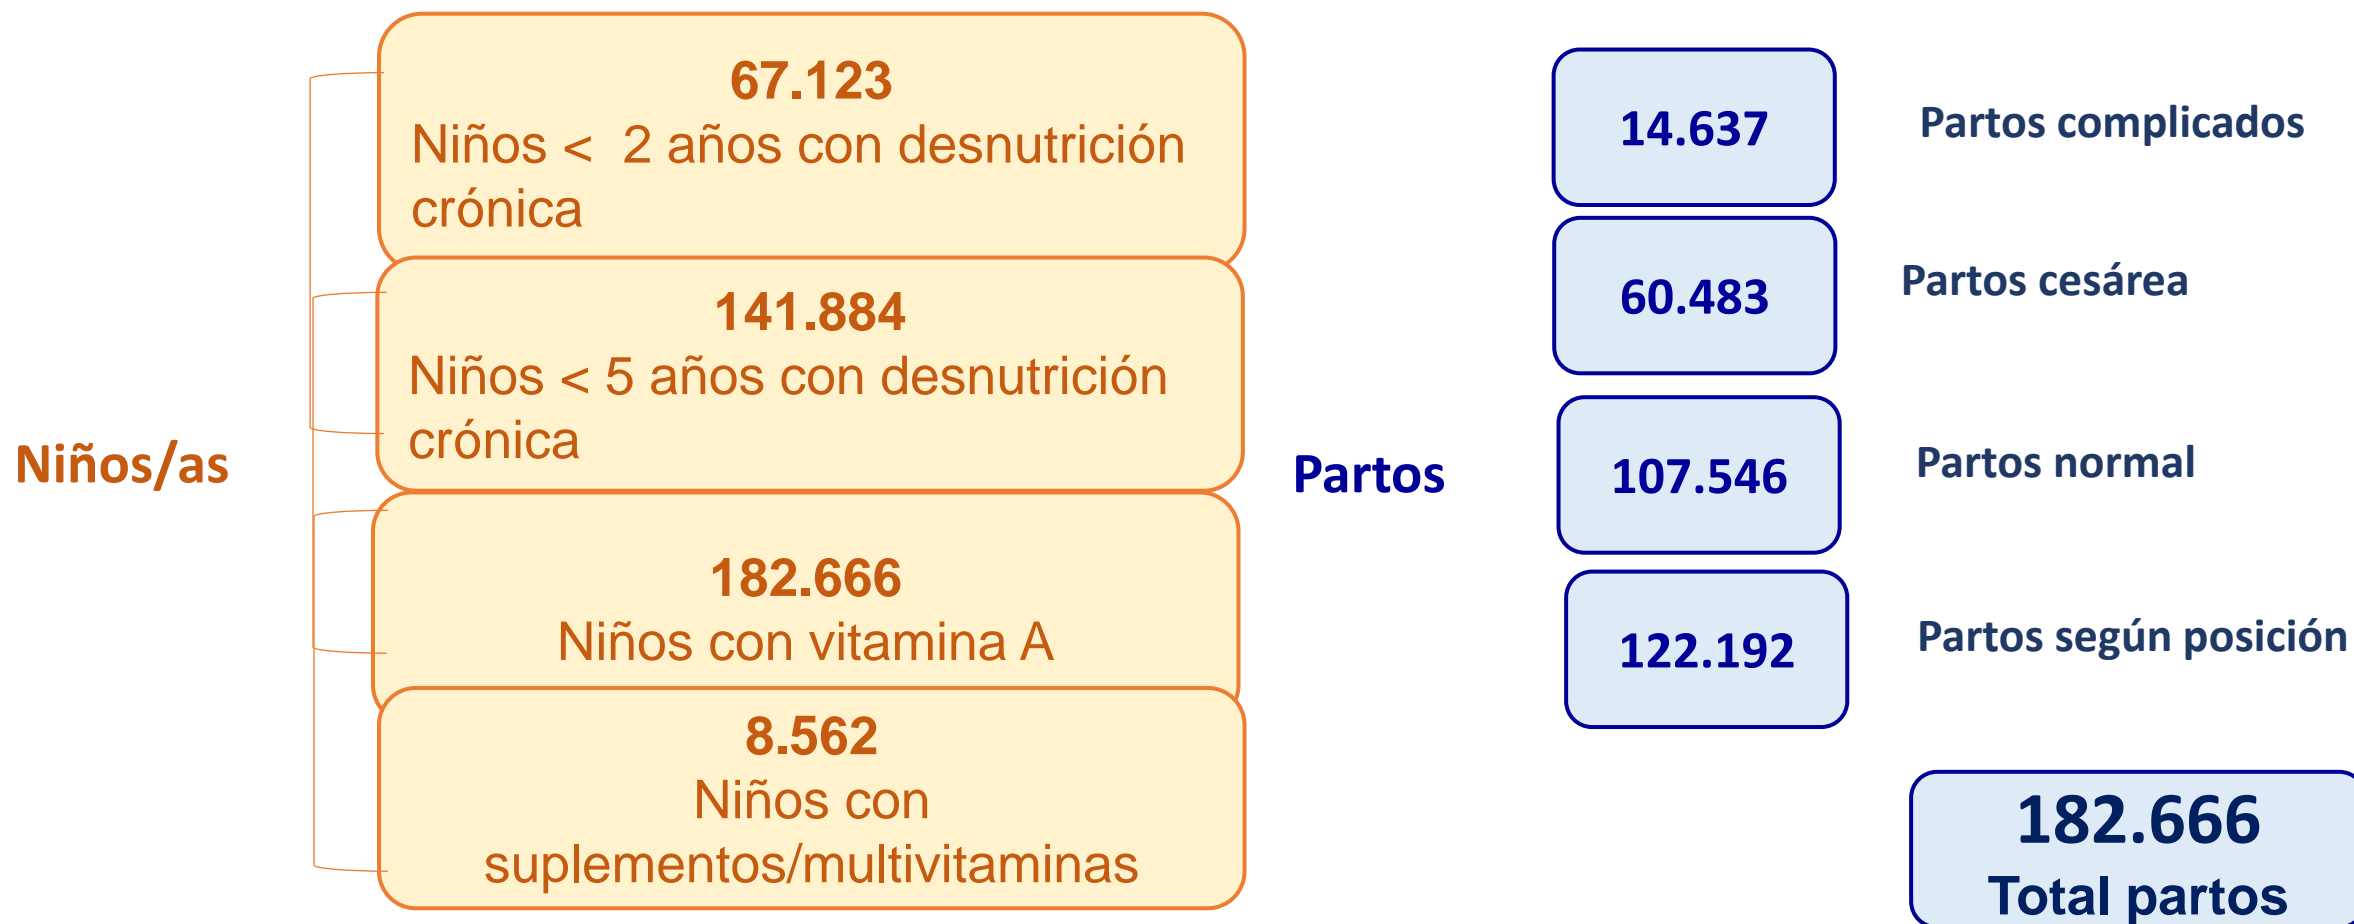 Niños/as
67.123
Niños < 2 años con desnutrición
crónica
141.884
Niños < 5 años con desnutrición
crónica
182.666
Niños con vitamina A
8.562
Niños con
suplementos/multivitaminas
Partos
14.637
Partos complicados
60.483
Partos cesárea
107.546
Partos normal
122.192
Partos según posición
182.666
Total partos